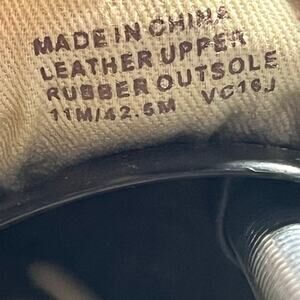 MADE IN CHINA
LEATHER UPPER
RUBBER OUTSOLE
11M/42.5M VC16J